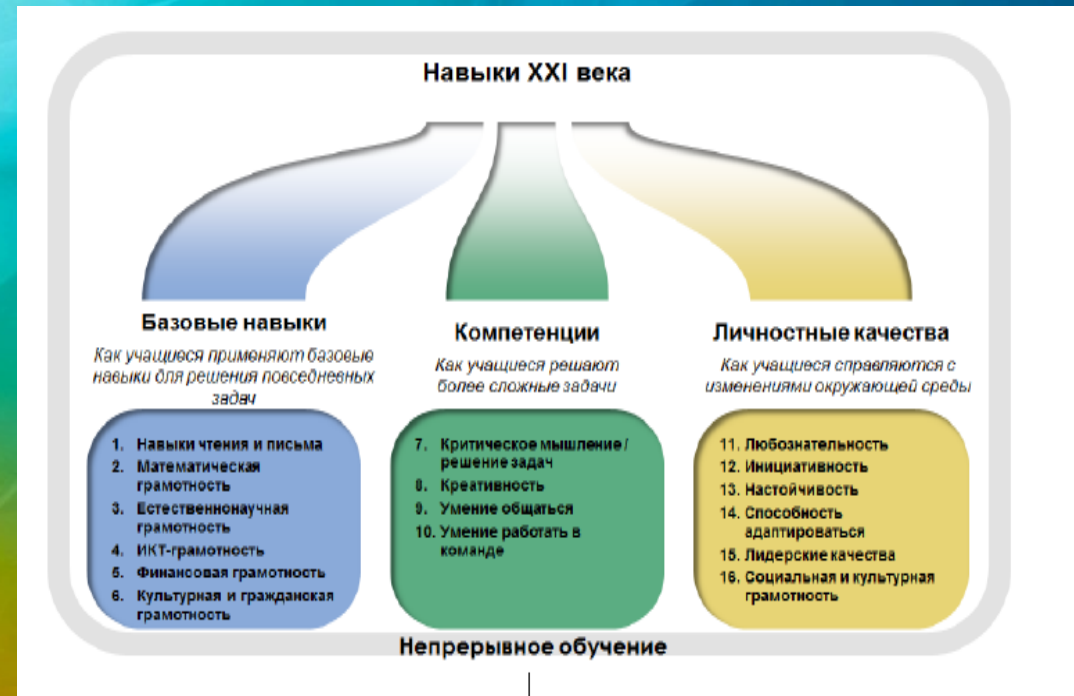 Навыки XXI века
Базовые навыки
Как учащиеся применяют базовые
навыки для решения повседневных
задач
1. Навыки чтения и письма
2. Математическая
грамотность
3. Естественнонаучная
грамотность
4. ИКТ-грамотность
5. Финансовая грамотность
6. Культурная и гражданская
грамотность
Компетенции
Как учащиеся решают
более сложные задачи
7. Критическое мышление /
решение задач
8. Креативность
9. Умение общаться
10. Умение работать в
команде
Личностные качества
Как учащиеся справляются с
изменениями окружающей среды
11. Любознательность
12. Инициативность
13. Настойчивость
14. Способность
адаптироваться
15. Лидерские качества
16. Социальная и культурная
грамотность
Непрерывное обучение